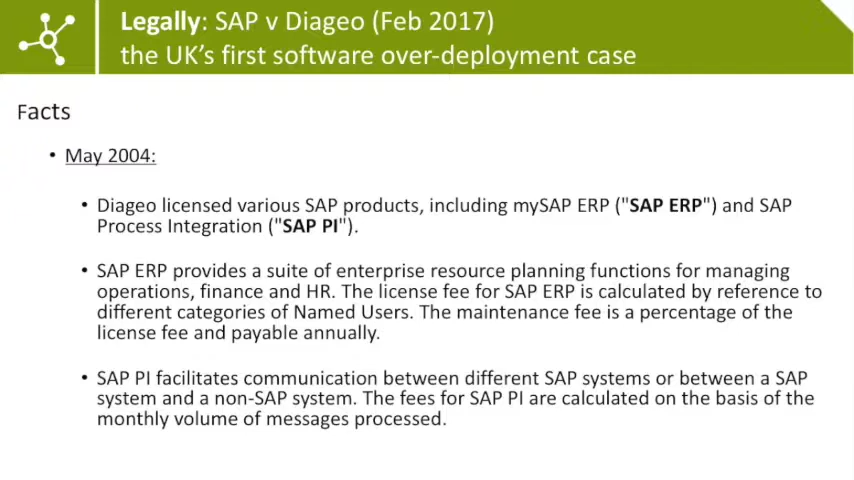 Legally: SAP v Diageo (Feb 2017)
the UK's first software over-deployment case
Facts
• May 2004:
• Diageo licensed various SAP products, including mySAP ERP ("SAP ERP") and SAP
Process Integration ("SAP PI").
• SAP ERP provides a suite of enterprise resource planning functions for managing
operations, finance and HR. The license fee for SAP ERP is calculated by reference to
different categories of Named Users. The maintenance fee is a percentage of the
license fee and payable annually.
• SAP PI facilitates communication between different SAP systems or between a SAP
system and a non-SAP system. The fees for SAP PI are calculated on the basis of the
monthly volume of messages processed.